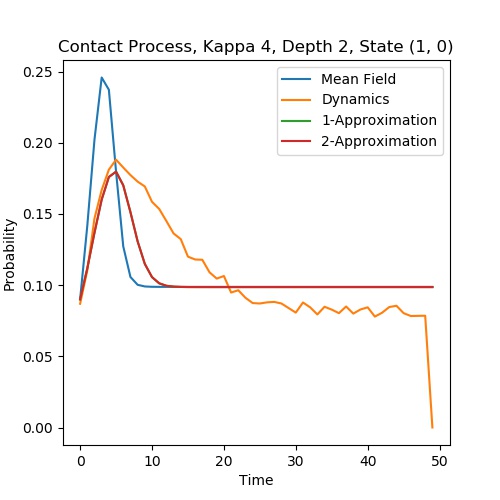 Contact Process, Kappa 4, Depth 2, State (1, 0)
Probability
0.25
0.20
0.15
0.10
0.05
0.00
Mean Field
Dynamics
1-Approximation
2-Approximation
0 10 20 30 40 50
Time